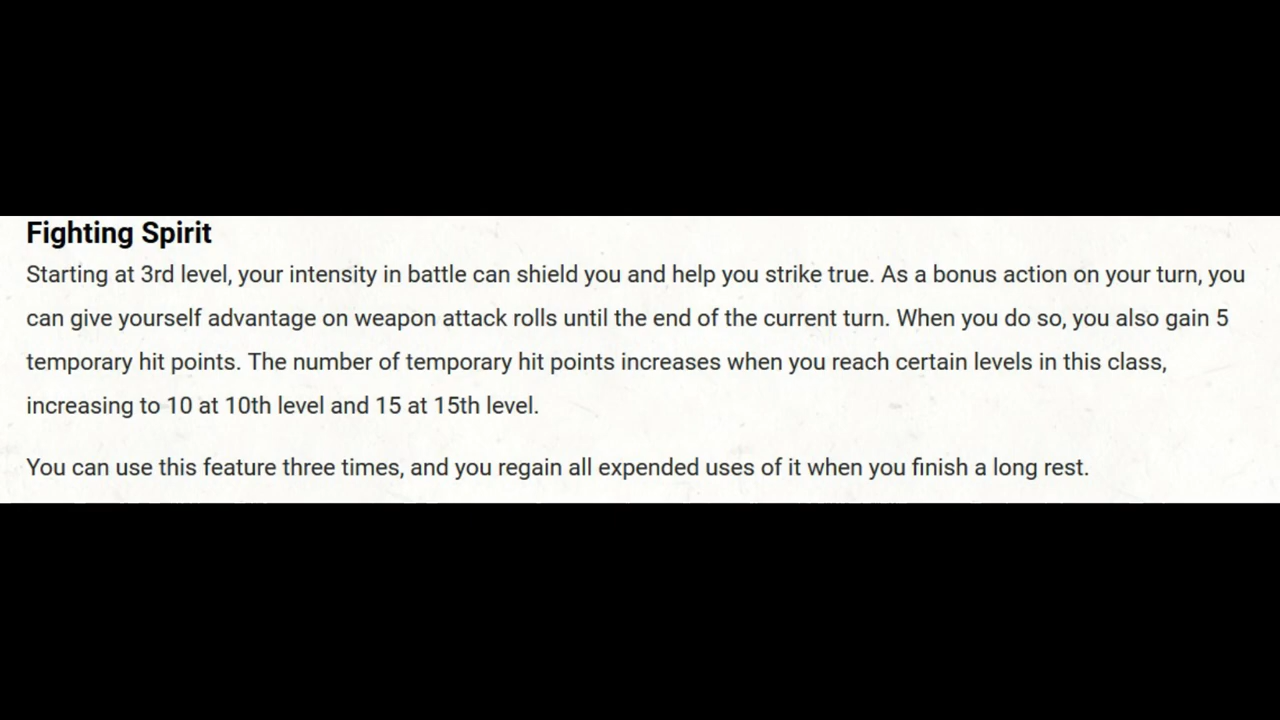 Fighting Spirit
Starting at 3rd level, your intensity in battle can shield you and help you strike true. As a bonus action on your turn, you
can give yourself advantage on weapon attack rolls until the end of the current turn. When you do so, you also gain 5
temporary hit points. The number of temporary hit points increases when you reach certain levels in this class,
increasing to 10 at 10th level and 15 at 15th level.
You can use this feature three times, and you regain all expended uses of it when you finish a long rest.